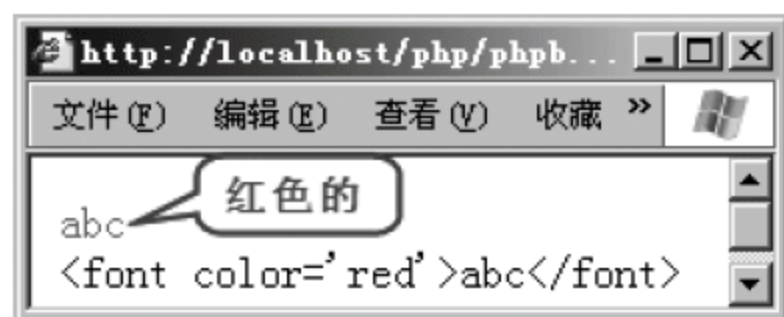 http://localhost/php/phpb...
文件(F) 编辑(E) 查看(V) 收藏 »
红色的
abc
<font color='red'>abc</font>